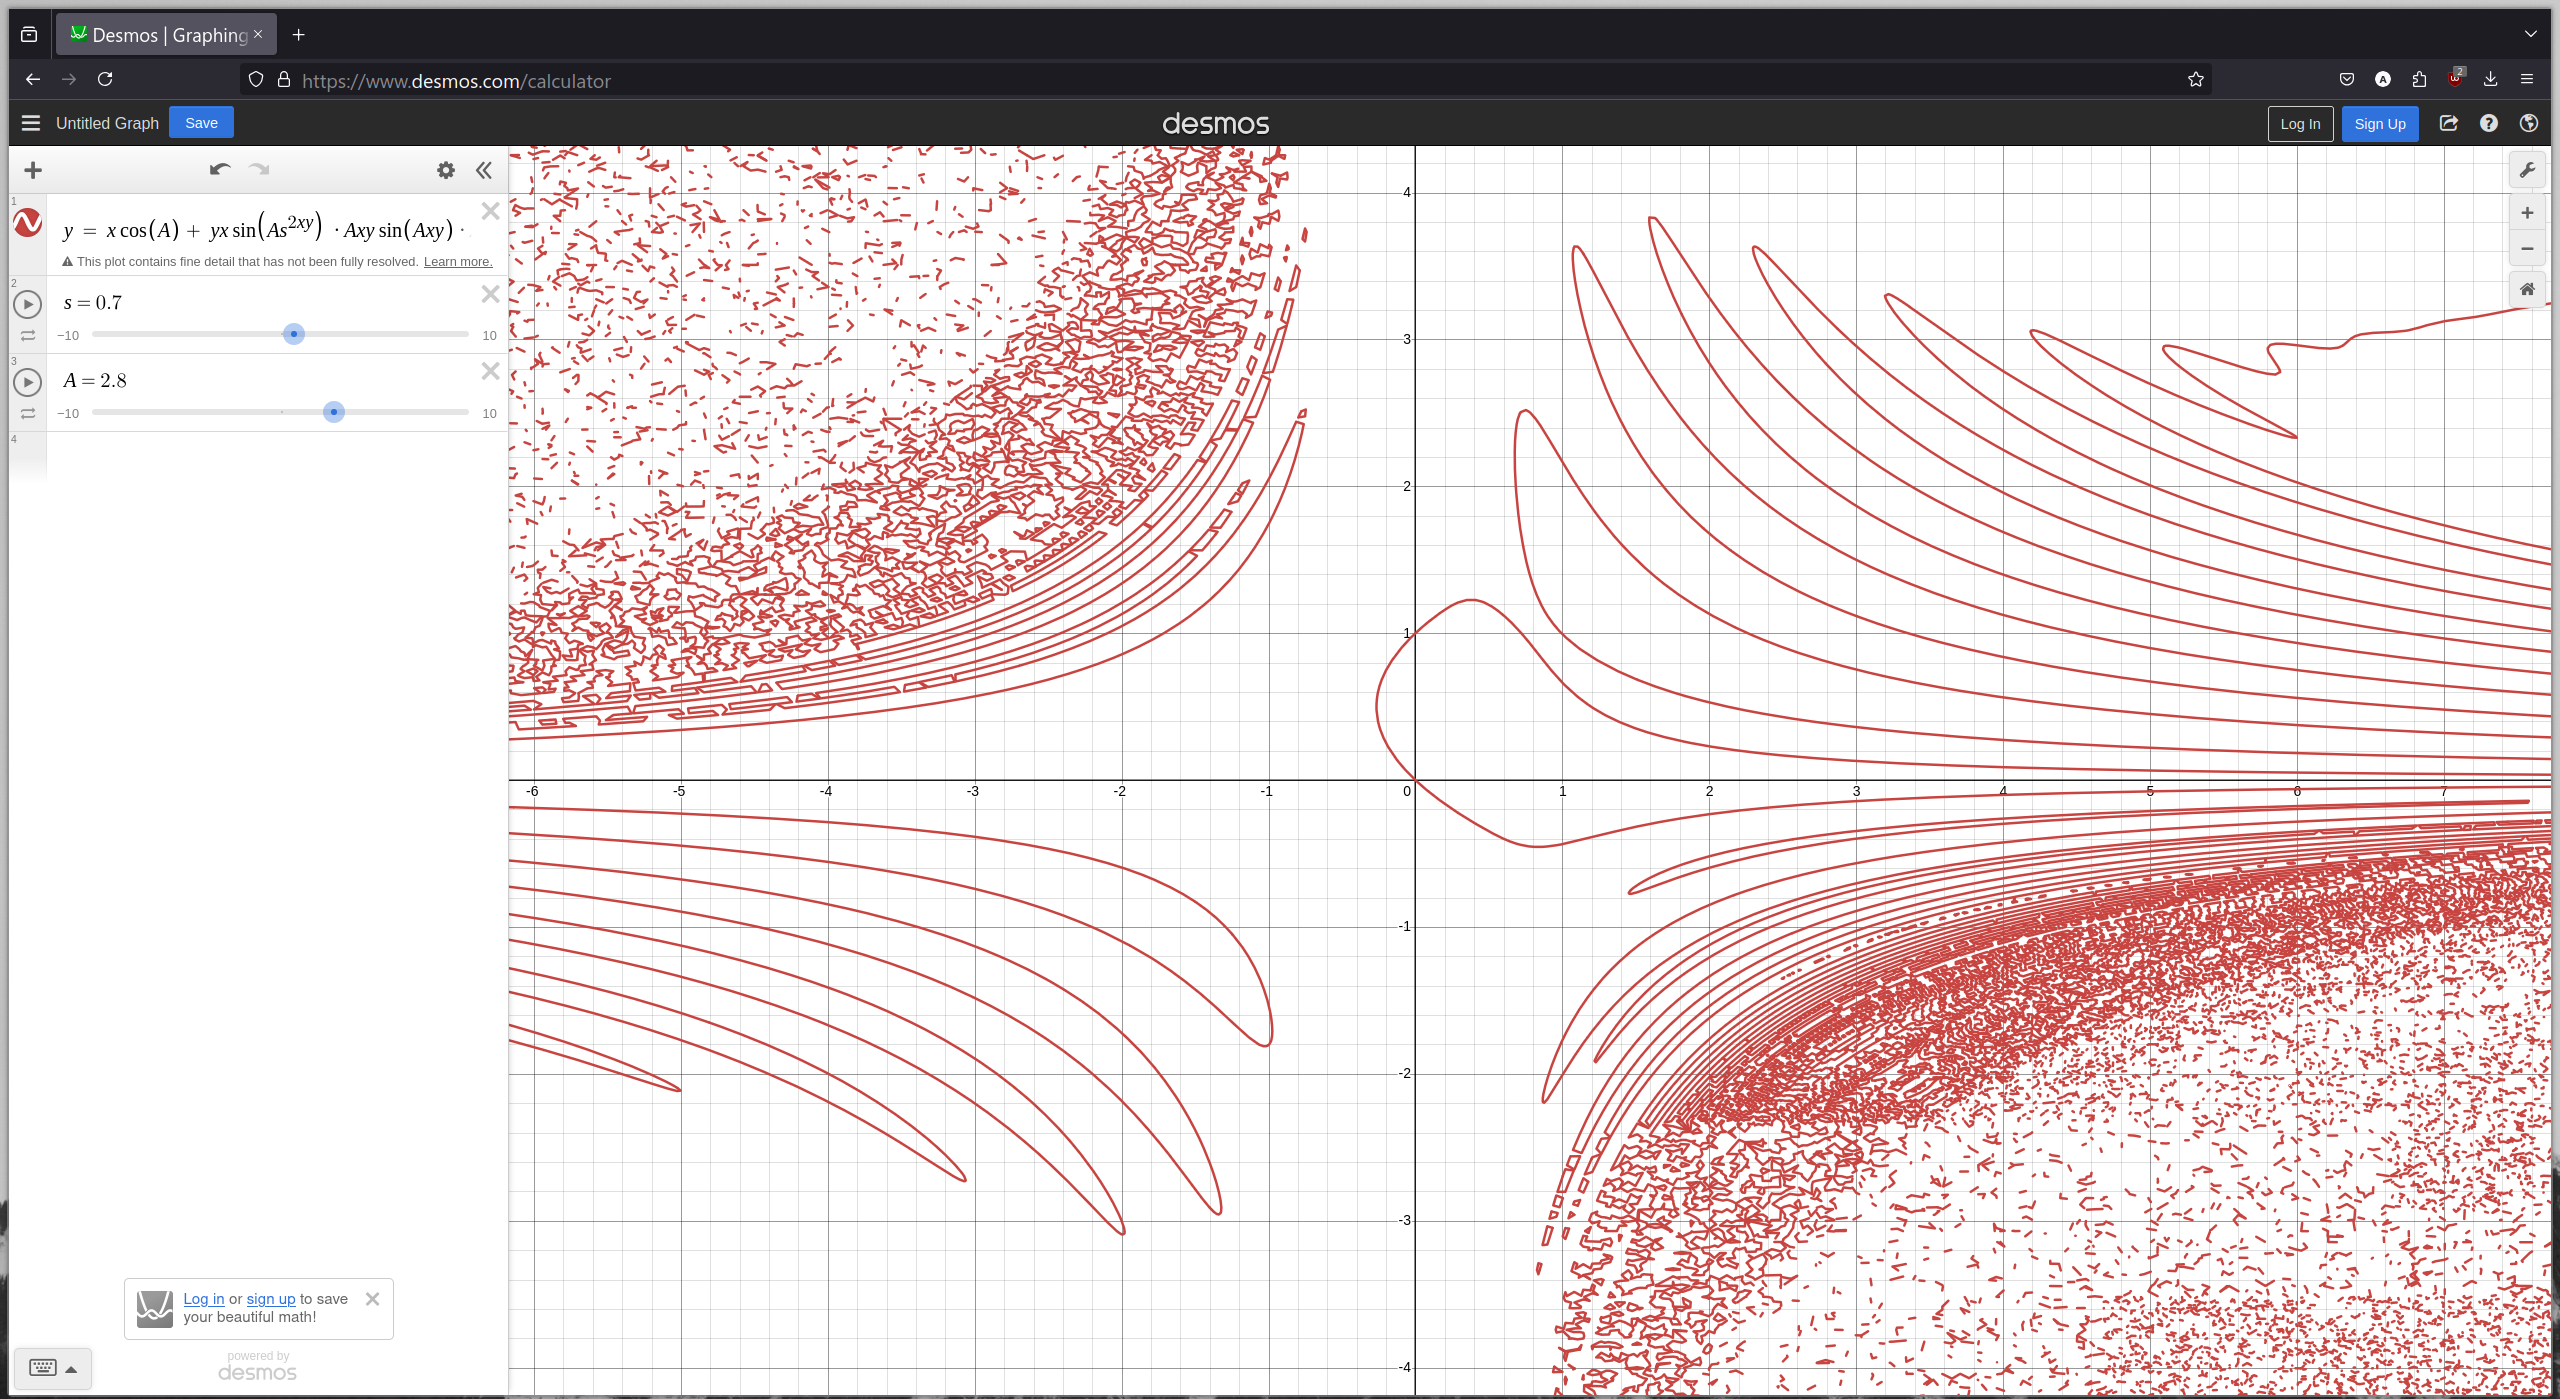 Desmos | Graphing
https://www.desmos.com/calculator
2
Untitled Graph
Save
desmos
Log In
Sign Up
1
y = x cos(A) + yx sin(As^{2xy}) · Axy sin(Axy) ·
This plot contains fine detail that has not been fully resolved. Learn more.
2
s = 0.7
−10
10
3
A = 2.8
−10
10
4
Log in or sign up to save
your beautiful math!
powered by
desmos
4
3
2
1
-6
-5
-4
-3
-2
-1
0
1
2
3
4
5
6
7
-1
-2
-3
-4